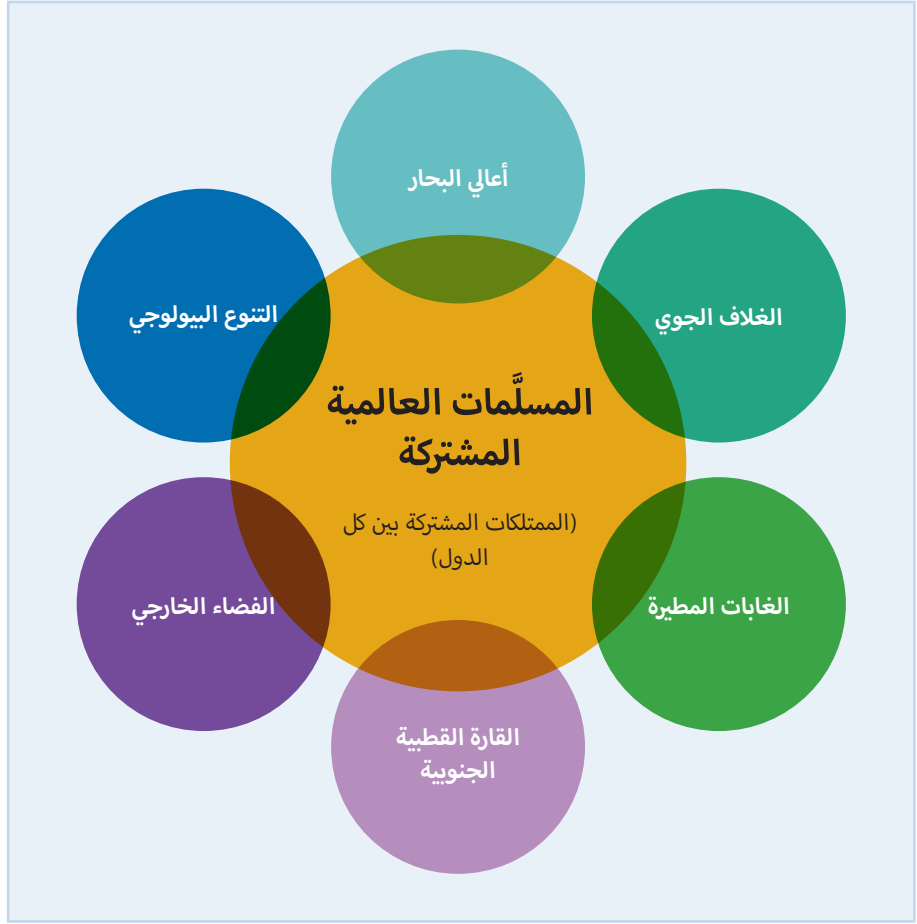 أعالي البحار
التنوع البيولوجي
الغلاف الجوي
المسلَّمات العالمية
المشتركة
(الممتلكات المشتركة بين كل
الدول)
الفضاء الخارجي
الغابات المطيرة
القارة القطبية
الجنوبية